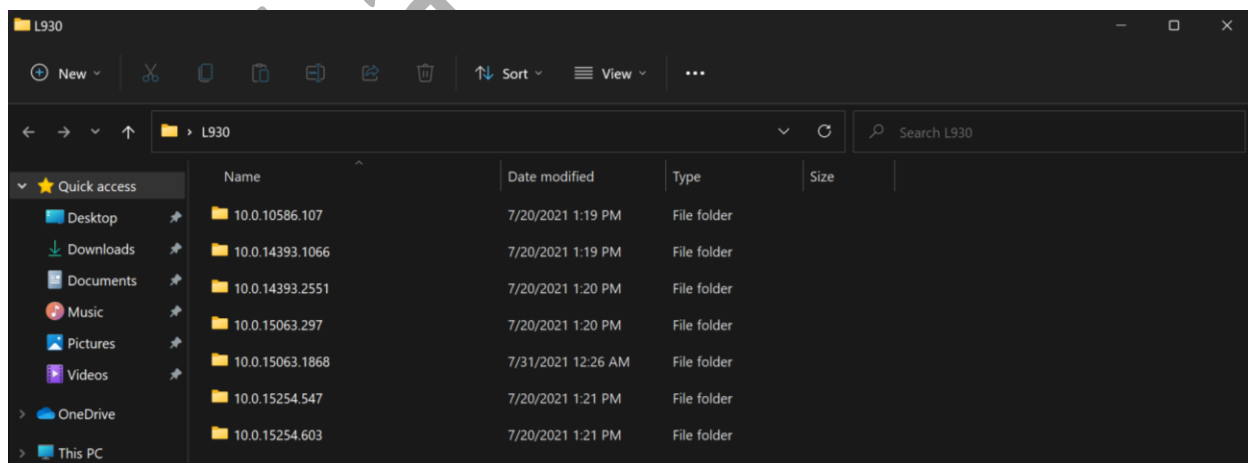 L930
New
Sort
View
L930
Search L930
Name Date modified Type Size
Quick access
Desktop
Downloads
Documents
Music
Pictures
Videos
OneDrive
This PC
10.0.10586.107 7/20/2021 1:19 PM File folder
10.0.14393.1066 7/20/2021 1:19 PM File folder
10.0.14393.2551 7/20/2021 1:20 PM File folder
10.0.15063.297 7/20/2021 1:20 PM File folder
10.0.15063.1868 7/31/2021 12:26 AM File folder
10.0.15254.547 7/20/2021 1:21 PM File folder
10.0.15254.603 7/20/2021 1:21 PM File folder